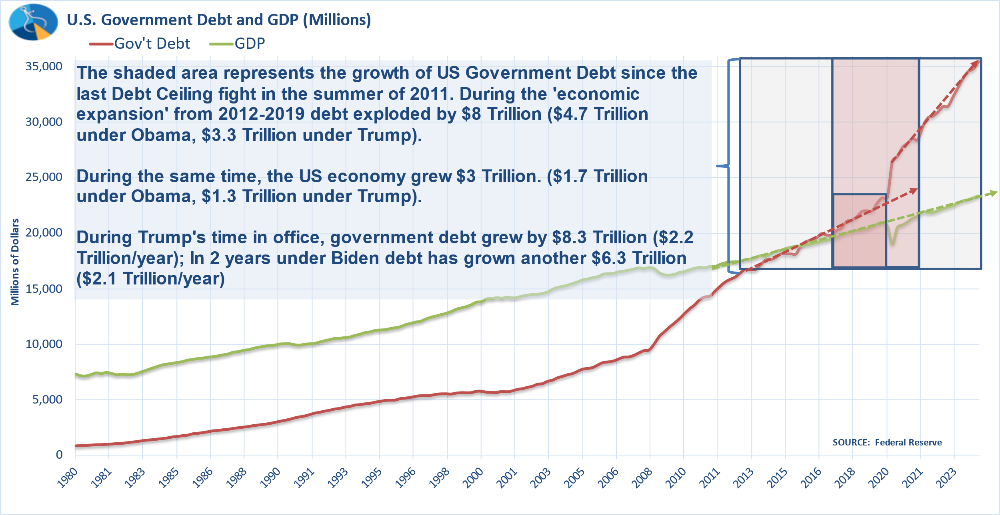 U.S. Government Debt and GDP (Millions)
Gov't Debt GDP
The shaded area represents the growth of US Government Debt since the
last Debt Ceiling fight in the summer of 2011. During the 'economic
expansion' from 2012-2019 debt exploded by $8 Trillion ($4.7 Trillion
under Obama, $3.3 Trillion under Trump).
During the same time, the US economy grew $3 Trillion. ($1.7 Trillion
under Obama, $1.3 Trillion under Trump).
During Trump's time in office, government debt grew by $8.3 Trillion ($2.2
Trillion/year); In 2 years under Biden debt has grown another $6.3 Trillion
($2.1 Trillion/year)
Millions of Dollars
35,000
30,000
25,000
20,000
15,000
10,000
5,000
0
SOURCE: Federal Reserve
1980 1981 1983 1985 1986 1988 1990 1991 1993 1995 1996 1998 2000 2001 2003 2005 2006 2008 2010 2011 2013 2015 2016 2018 2020 2021 2023